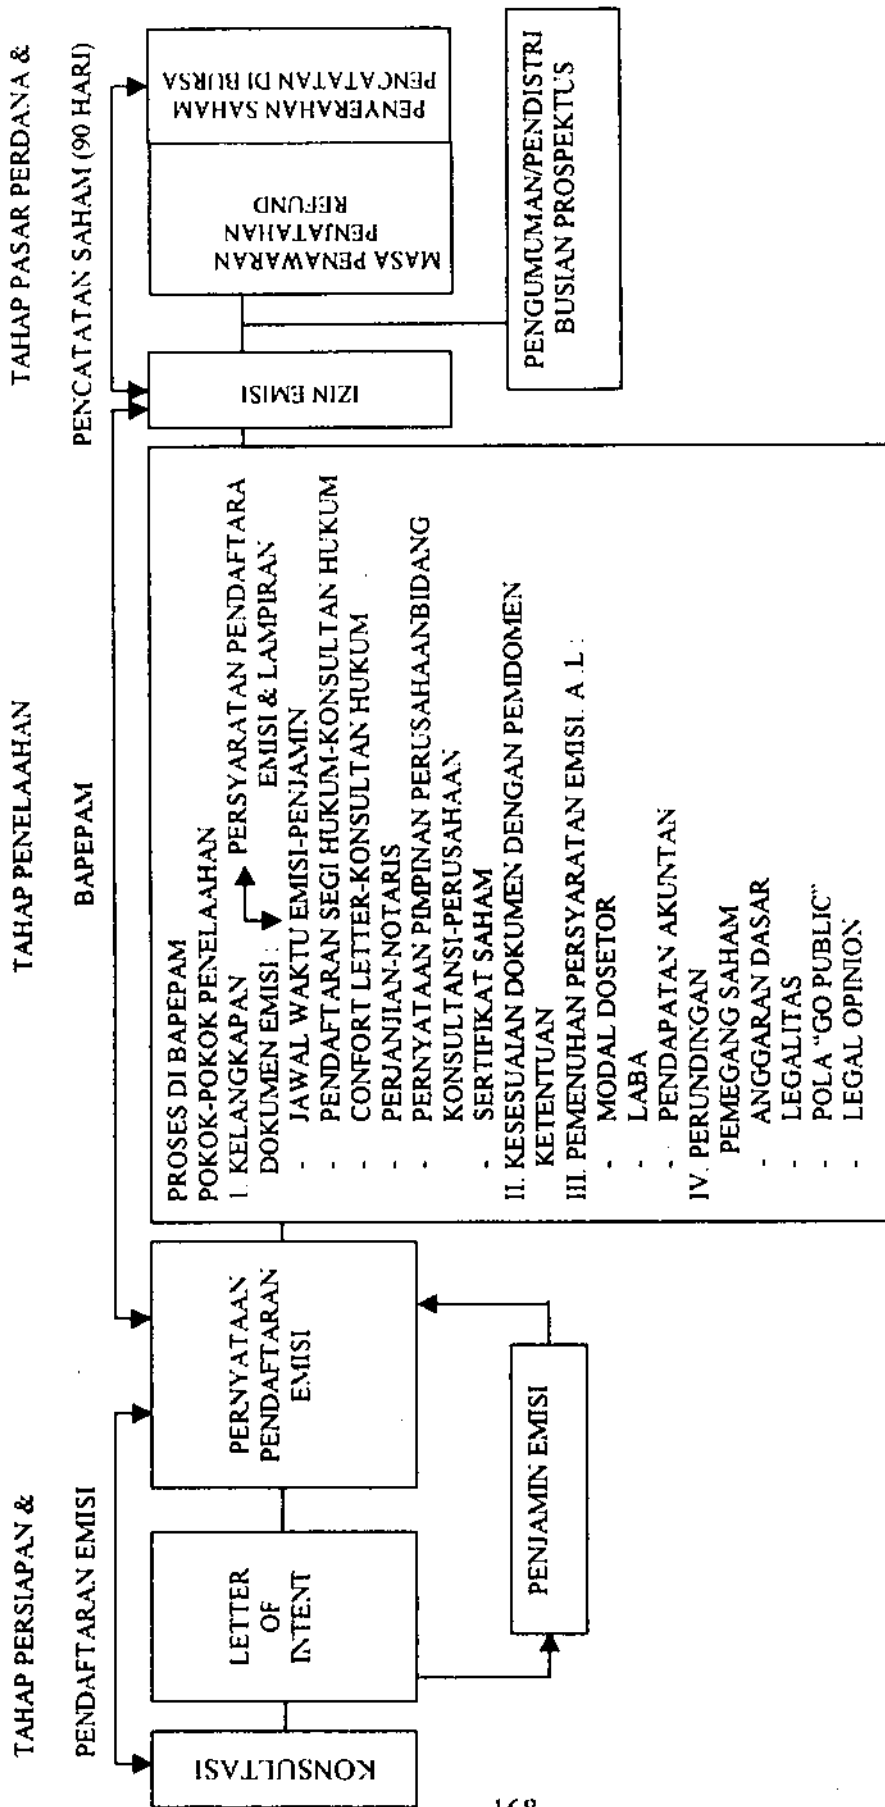 TAHAP PERSIAPAN &
PENDAFTARAN EMISI
TAHAP PENELAAHAN
BAPEPAM
TAHAP PASAR PERDANA &
PENCATATAN SAHAM (90 HARI)
KONSULTASI
LETTER
OF
INTENT
PERNYATAAN
PENDAFTARAN
EMISI
PENJAMIN EMISI
PROSES DI BAPEPAM
POKOK-POKOK PENELAAHAN
I. KELANGKAPAN PERSYARATAN PENDAFTARA
DOKUMEN EMISI : EMISI & LAMPIRAN
- JAWAL WAKTU EMISI-PENJAMIN
- PENDAFTARAN SEGI HUKUM-KONSULTAN HUKUM
- CONFORT LETTER-KONSULTAN HUKUM
- PERJANJIAN-NOTARIS
- PERNYATAAN PIMPINAN PERUSAHAANBIDANG
KONSULTANSI-PERUSAHAAN
- SERTIFIKAT SAHAM
II. KESESUAIAN DOKUMEN DENGAN PEMDOMEN
KETENTUAN
III. PEMENUHAN PERSYARATAN EMISI. A.L :
- MODAL DOSETOR
- LABA
- PENDAPATAN AKUNTAN
IV. PERUNDINGAN
PEMEGANG SAHAM
- ANGGARAN DASAR
- LEGALITAS
- POLA "GO PUBLIC"
- LEGAL OPINION
IZIN EMISI
MASA PENAWARAN
PENJATAHAN
REFUND
PENYERAHAN SAHAM
PENCATATAN DI BURSA
PENGUMUMAN/PENDISTRI
BUSIAN PROSPEKTUS
168